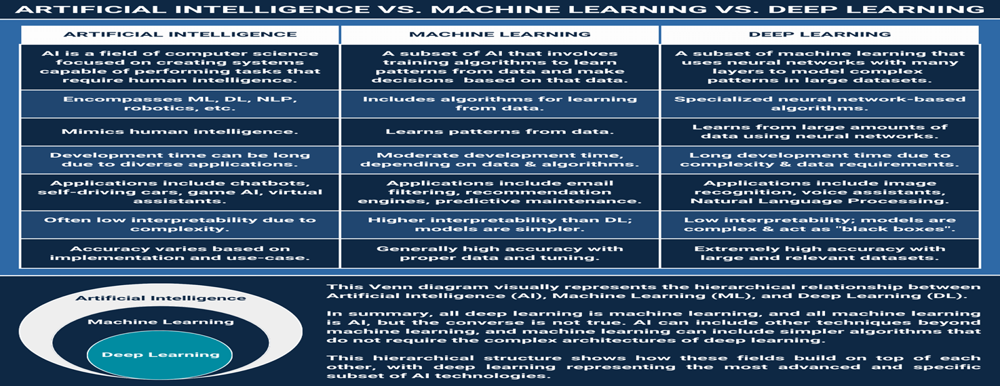 ARTIFICIAL INTELLIGENCE VS. MACHINE LEARNING VS. DEEP LEARNING
ARTIFICIAL INTELLIGENCE
MACHINE LEARNING
DEEP LEARNING
AI is a field of computer science
focused on creating systems
capable of performing tasks that
require human intelligence.
A subset of AI that involves
training algorithms to learn
patterns from data and make
decisions based on that data.
A subset of machine learning that
uses neural networks with many
layers to model complex
patterns in large datasets.
Encompasses ML, DL, NLP,
robotics, etc.
Includes algorithms for learning
from data.
Specialized neural network-based
algorithms.
Mimics human intelligence.
Learns patterns from data.
Learns from large amounts of
data using neural networks.
Development time can be long
due to diverse applications.
Moderate development time,
depending on data & algorithms.
Long development time due to
complexity & data requirements.
Applications include chatbots,
self-driving cars, game AI, virtual
assistants.
Applications include email
filtering, recommendation
engines, predictive maintenance.
Applications include image
recognition, voice assistants,
Natural Language Processing.
Often low interpretability due to
complexity.
Higher interpretability than DL;
models are simpler.
Low interpretability; models are
complex & act as "black boxes".
Accuracy varies based on
implementation and use-case.
Generally high accuracy with
proper data and tuning.
Extremely high accuracy with
large and relevant datasets.
Artificial Intelligence
Machine Learning
Deep Learning
This Venn diagram visually represents the hierarchical relationship between
Artificial Intelligence (AI), Machine Learning (ML), and Deep Learning (DL).
In summary, all deep learning is machine learning, and all machine learning
is AI, but the converse is not true. AI can include other techniques beyond
machine learning, and machine learning can include simpler algorithms that
do not require the complex architectures of deep learning.
This hierarchical structure shows how these fields build on top of each
other, with deep learning representing the most advanced and specific
subset of AI technologies.